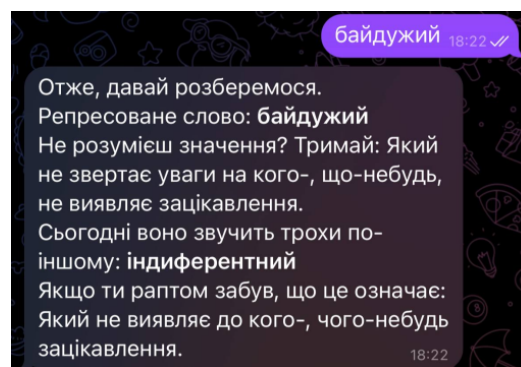 байдужий 18:22
Отже, давай розберемося.
Репресоване слово: байдужий
Не розумієш значення? Тримай: Який
не звертає уваги на кого-, що-небудь,
не виявляє зацікавлення.
Сьогодні воно звучить трохи по-
іншому: індиферентний
Якщо ти раптом забув, що це означає:
Який не виявляє до кого-, чого-небудь
зацікавлення. 18:22